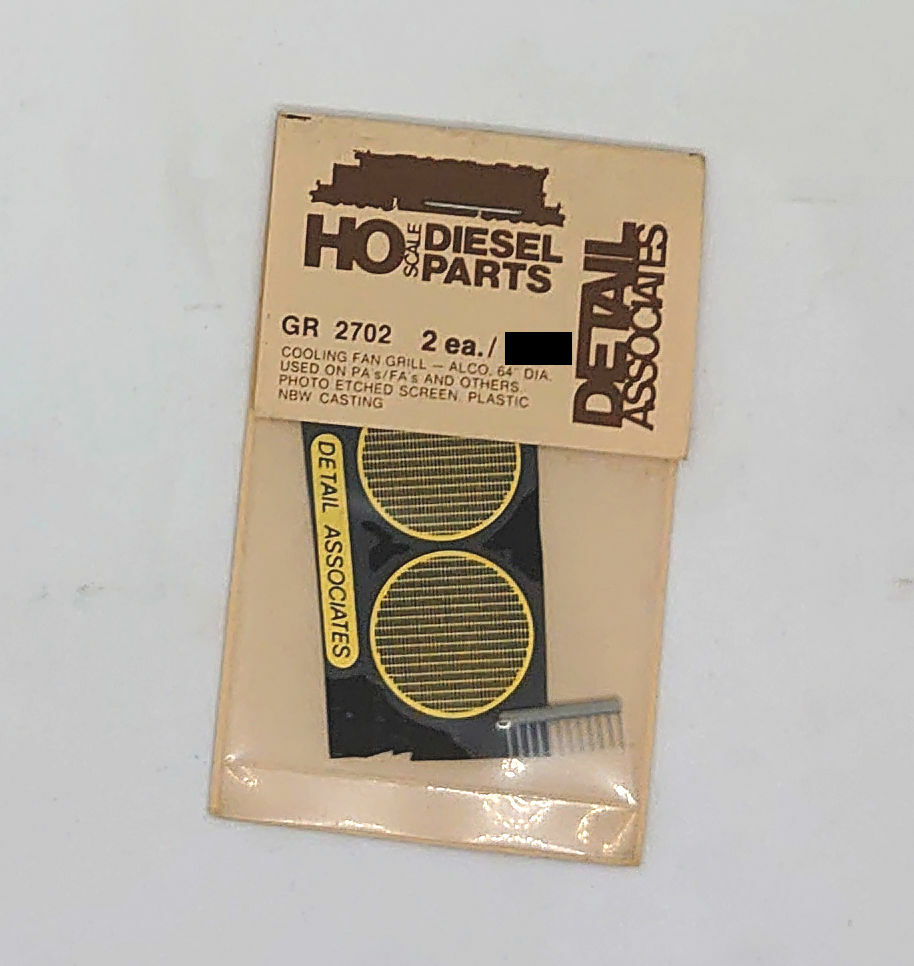 HO SCALE DIESEL PARTS
DETAIL ASSOCIATES
GR 2702 2 ea./
COOLING FAN GRILL — ALCO, 64" DIA.
USED ON PA's/FA's AND OTHERS.
PHOTO ETCHED SCREEN, PLASTIC
NBW CASTING
DETAIL ASSOCIATES